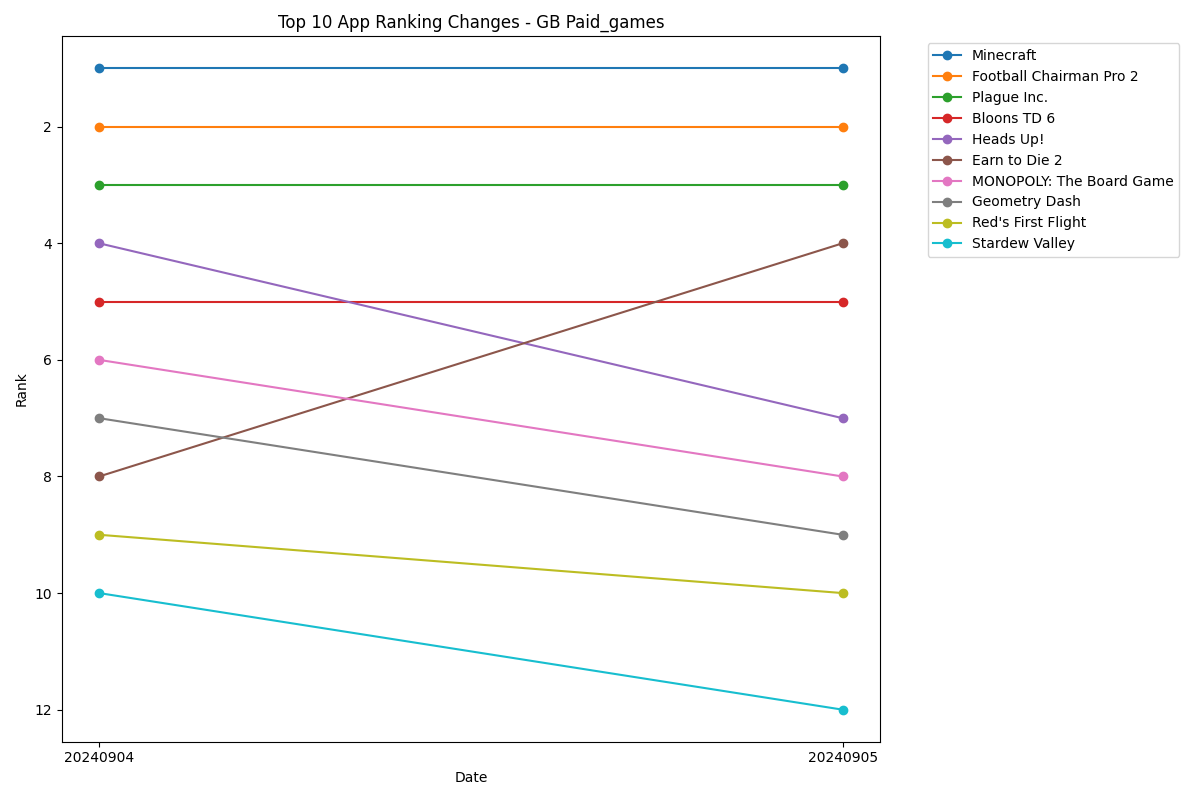 Top 10 App Ranking Changes - GB Paid_games
Rank
2
4
6
8
10
12
20240904
20240905
Date
Minecraft
Football Chairman Pro 2
Plague Inc.
Bloons TD 6
Heads Up!
Earn to Die 2
MONOPOLY: The Board Game
Geometry Dash
Red's First Flight
Stardew Valley